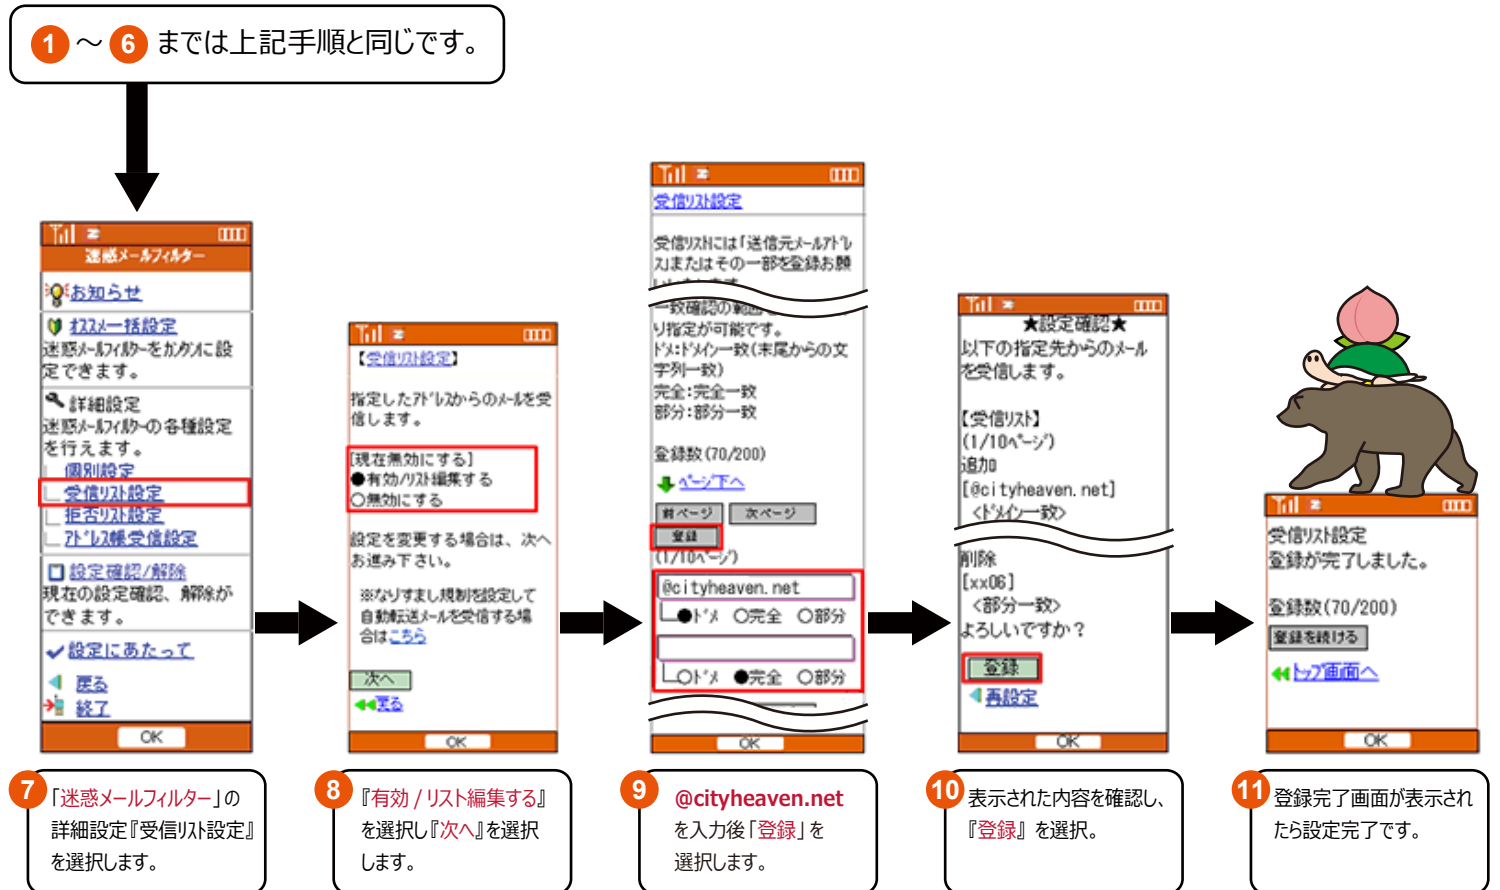 1 ～ 6 までは上記手順と同じです。
迷惑メールフィルター
お知らせ
ｵｽｽﾒ一括設定
迷惑ﾒｰﾙﾌｨﾙﾀｰをｶﾝﾀﾝに設
定できます。
詳細設定
迷惑ﾒｰﾙﾌｨﾙﾀｰの各種設定
を行えます。
個別設定
受信ﾘｽﾄ設定
拒否ﾘｽﾄ設定
ｱﾄﾞﾚｽ帳受信設定
設定確認/解除
現在の設定確認、解除が
できます。
設定にあたって
戻る
終了
OK
7 「迷惑メールフィルター」の
詳細設定『受信ﾘｽﾄ設定』
を選択します。
【受信ﾘｽﾄ設定】
指定したｱﾄﾞﾚｽからのﾒｰﾙを受
信します。
[現在無効にする]
●有効/ﾘｽﾄ編集する
○無効にする
設定を変更する場合は、次へ
お進み下さい。
※なりすまし規制を設定して
自動転送ﾒｰﾙを受信する場
合はこちら
次へ
戻る
OK
8 『有効 / リスト編集する』
を選択し『次へ』を選択
します。
受信ﾘｽﾄ設定
受信ﾘｽﾄには「送信元ﾒｰﾙｱﾄﾞﾚ
ｽ」またはその一部を登録お願
一致確認の範囲
り指定が可能です。
ﾄﾞﾒ:ﾄﾞﾒｲﾝ一致(末尾からの文
字列一致)
完全:完全一致
部分:部分一致
登録数(70/200)
ﾍﾟｰｼﾞ下へ
前ページ 次ページ
登録
(1/10ﾍﾟｰｼﾞ)
@cityheaven.net
●ﾄﾞﾒ ○完全 ○部分
○ﾄﾞﾒ ●完全 ○部分
OK
9 @cityheaven.net
を入力後「登録」を
選択します。
★設定確認★
以下の指定先からのﾒｰﾙ
を受信します。
【受信ﾘｽﾄ】
(1/10ﾍﾟｰｼﾞ)
追加
[@cityheaven.net]
<ﾄﾞﾒｲﾝ一致>
削除
[xx06]
<部分一致>
よろしいですか？
登録
再設定
OK
10 表示された内容を確認し、
『登録』を選択。
受信ﾘｽﾄ設定
登録が完了しました。
登録数(70/200)
登録を続ける
ﾄｯﾌﾟ画面へ
OK
11 登録完了画面が表示され
たら設定完了です。